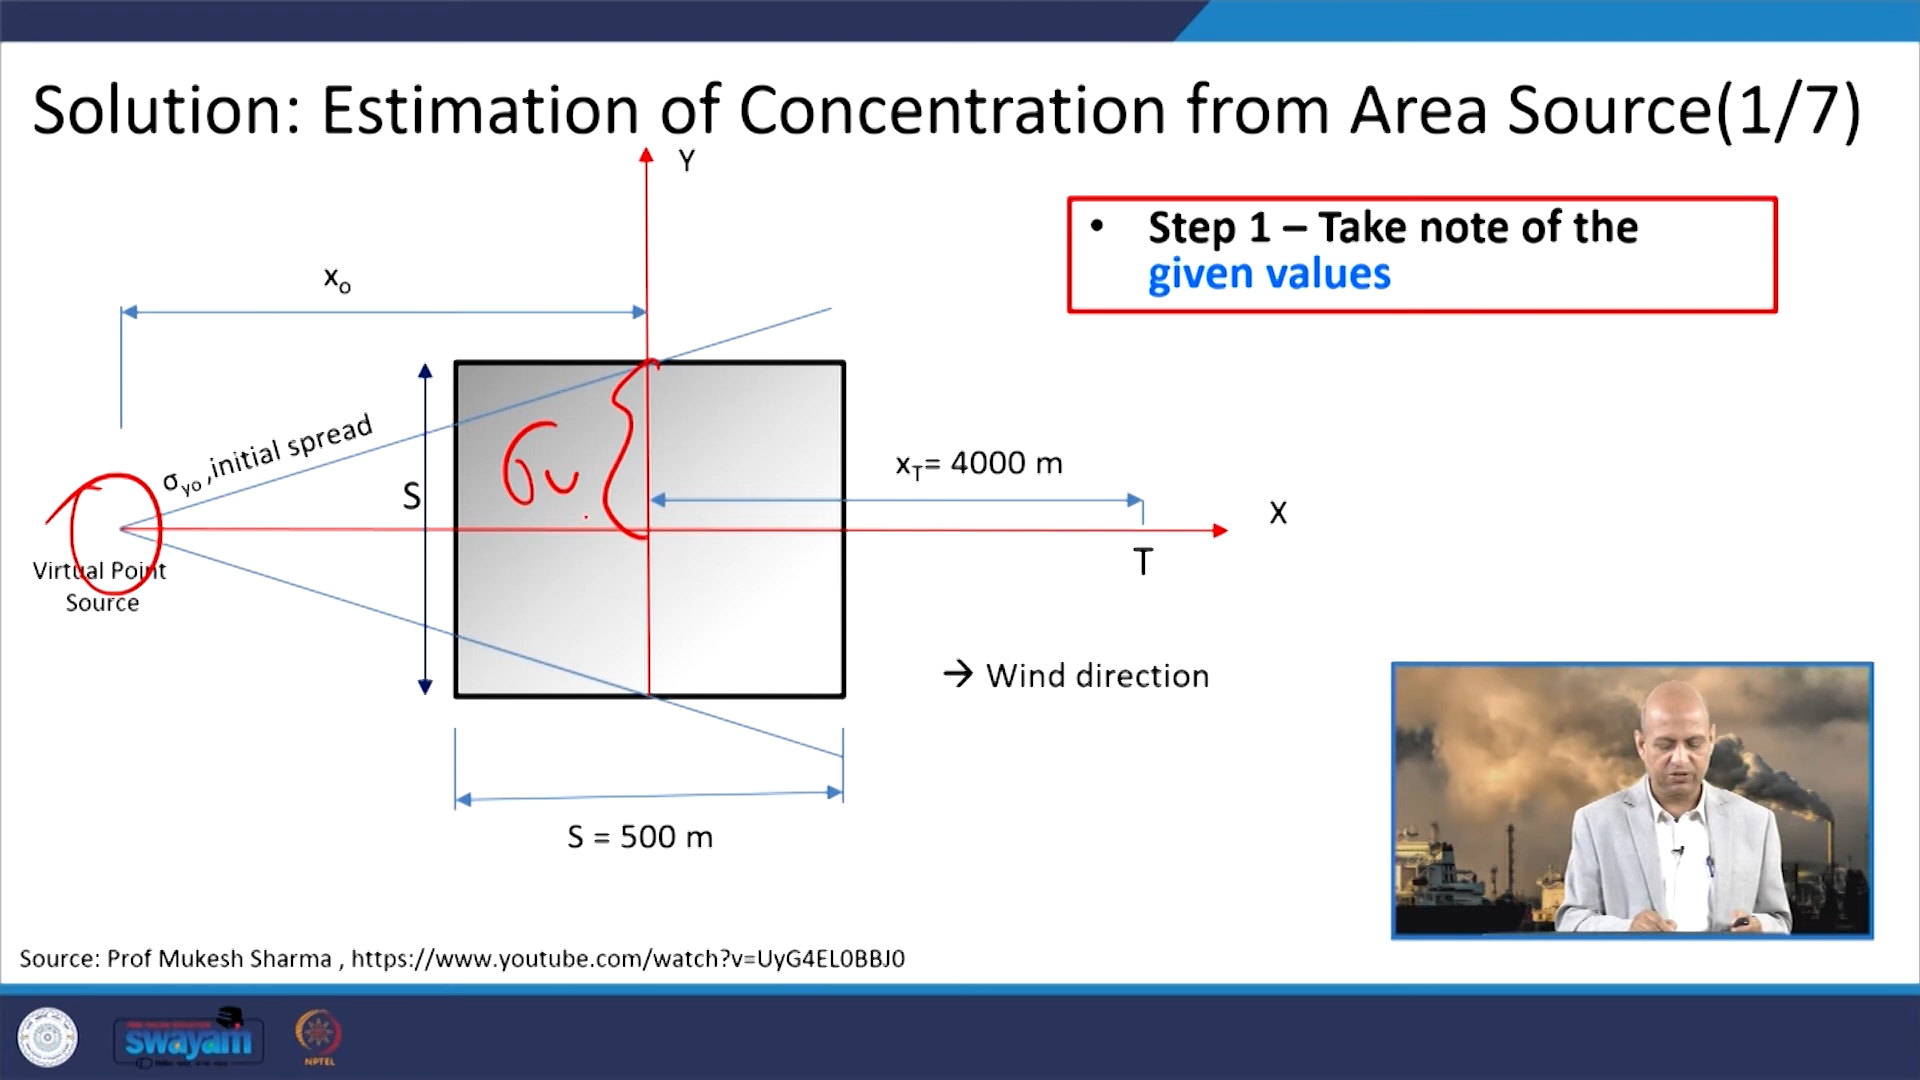 Solution: Estimation of Concentration from Area Source(1/7)
Y
• Step 1 – Take note of the
given values
xo
σyo ,initial spread
σy
S
xT= 4000 m
X
T
Virtual Point
Source
→ Wind direction
S = 500 m
Source: Prof Mukesh Sharma , https://www.youtube.com/watch?v=UyG4EL0BBJ0
swayam
NPTEL